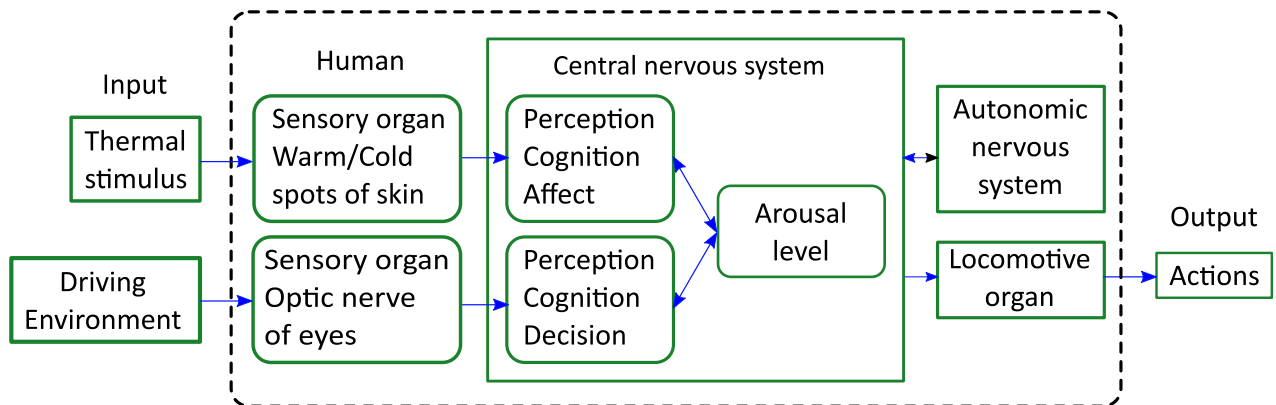 Input
Thermal
stimulus
Driving
Environment
Human
Sensory organ
Warm/Cold
spots of skin
Sensory organ
Optic nerve
of eyes
Central nervous system
Perception
Cognition
Affect
Perception
Cognition
Decision
Arousal
level
Autonomic
nervous
system
Locomotive
organ
Output
Actions